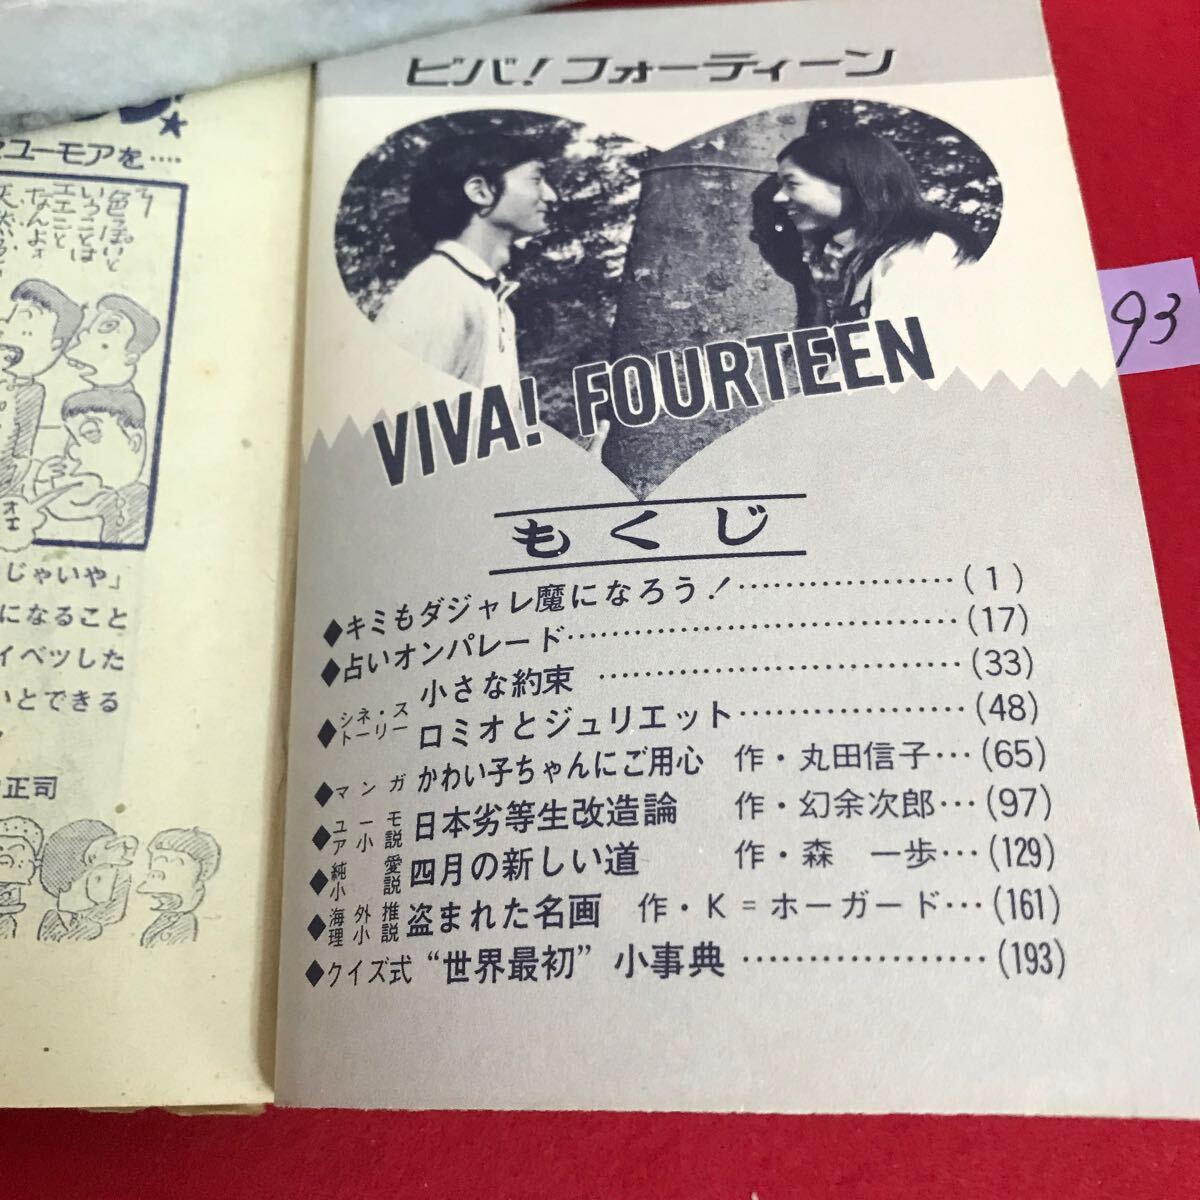 ビバ!フォーティーン
VIVA! FOURTEEN
もくじ
◆キミもダジャレ魔になろう!………………(1)
◆占いオンパレード………………………………(17)
◆シネ・ストーリー 小さな約束 ……………………………(33)
ロミオとジュリエット…………………(48)
◆マンガ かわい子ちゃんにご用心 作・丸田信子…(65)
◆ユーモア小説 日本劣等生改造論 作・幻余次郎…(97)
◆純愛小説 四月の新しい道 作・森 一歩…(129)
◆海外推理小説 盗まれた名画 作・K=ホーガード…(161)
◆クイズ式 “世界最初” 小事典 …………………(193)
93
ユーモアを‥‥
じゃいや」
になること
イベツした
いとできる
正司